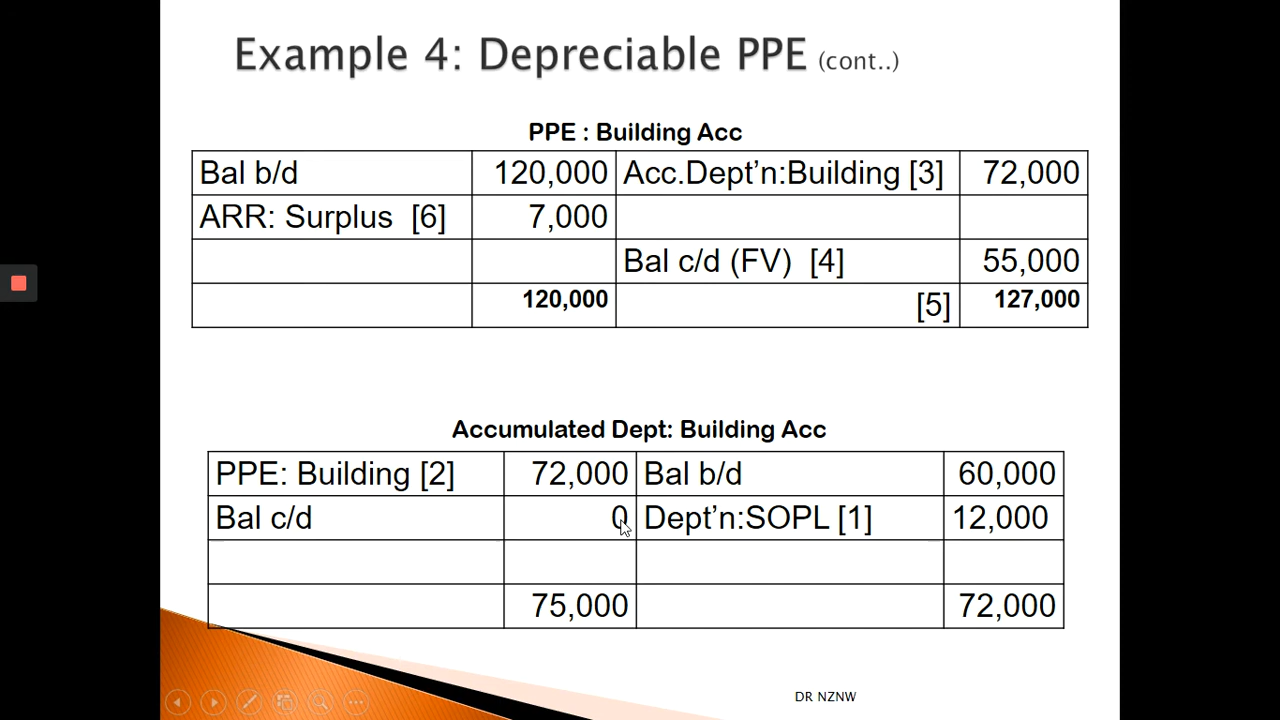 Example 4: Depreciable PPE (cont..)
PPE : Building Acc
Bal b/d 120,000 Acc.Dept’n:Building [3] 72,000
ARR: Surplus [6] 7,000
Bal c/d (FV) [4] 55,000
120,000 [5] 127,000
Accumulated Dept: Building Acc
PPE: Building [2] 72,000 Bal b/d 60,000
Bal c/d 0 Dept’n:SOPL [1] 12,000
75,000 72,000
DR NZNW